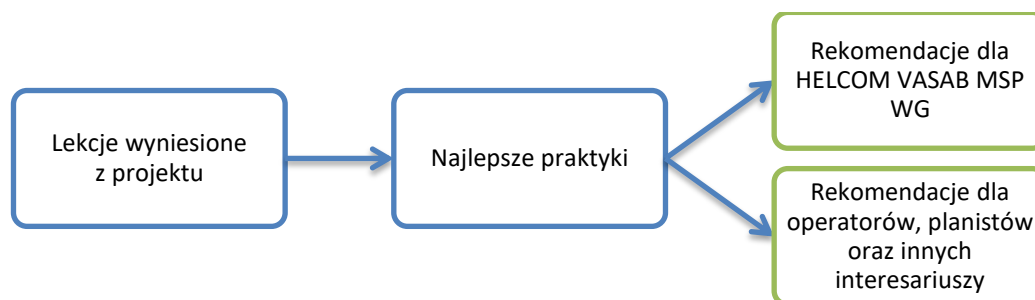 Lekcje wyniesione
z projektu
Najlepsze praktyki
Rekomendacje dla
HELCOM VASAB MSP
WG
Rekomendacje dla
operatorów, planistów
oraz innych
interesariuszy